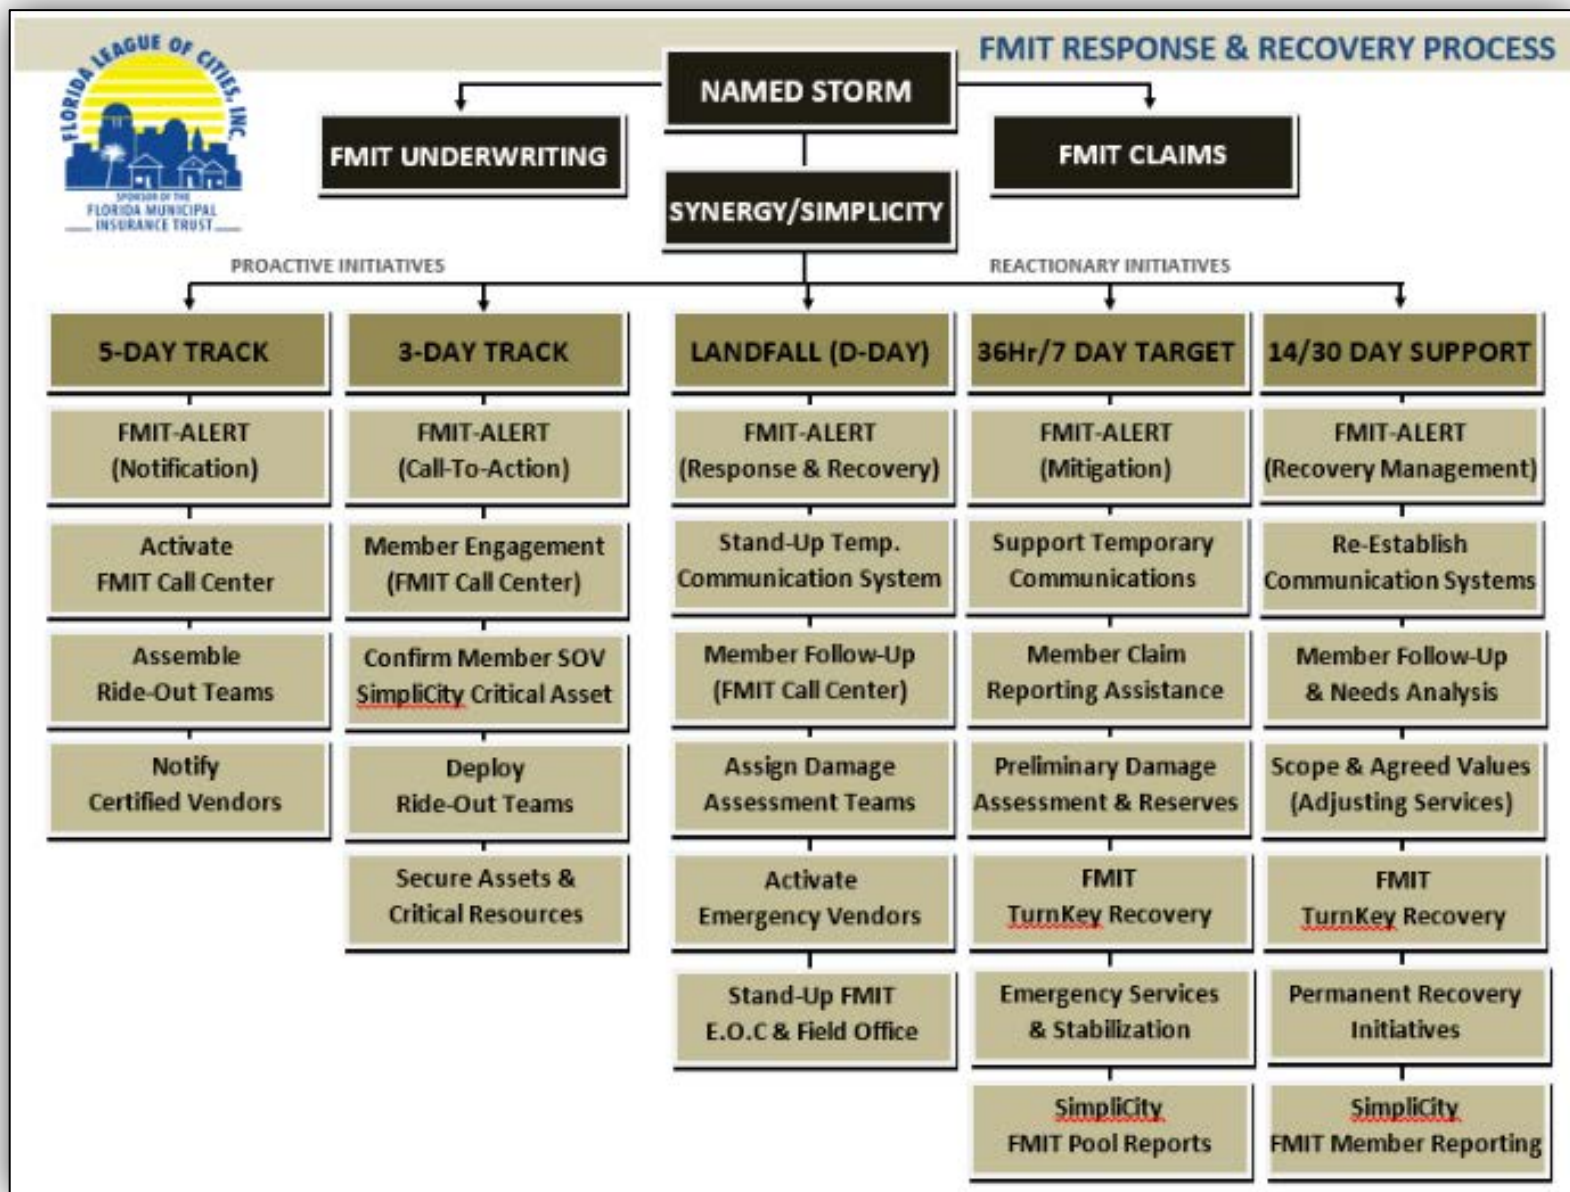 FLORIDA LEAGUE OF CITIES, INC.
SPONSOR OF THE
FLORIDA MUNICIPAL
INSURANCE TRUST
FMIT RESPONSE & RECOVERY PROCESS
NAMED STORM
FMIT UNDERWRITING
FMIT CLAIMS
SYNERGY/SIMPLICITY
PROACTIVE INITIATIVES
REACTIONARY INITIATIVES
5-DAY TRACK
FMIT-ALERT
(Notification)
Activate
FMIT Call Center
Assemble
Ride-Out Teams
Notify
Certified Vendors
3-DAY TRACK
FMIT-ALERT
(Call-To-Action)
Member Engagement
(FMIT Call Center)
Confirm Member SOV
SimpliCity Critical Asset
Deploy
Ride-Out Teams
Secure Assets &
Critical Resources
LANDFALL (D-DAY)
FMIT-ALERT
(Response & Recovery)
Stand-Up Temp.
Communication System
Member Follow-Up
(FMIT Call Center)
Assign Damage
Assessment Teams
Activate
Emergency Vendors
Stand-Up FMIT
E.O.C & Field Office
36Hr/7 DAY TARGET
FMIT-ALERT
(Mitigation)
Support Temporary
Communications
Member Claim
Reporting Assistance
Preliminary Damage
Assessment & Reserves
FMIT
TurnKey Recovery
Emergency Services
& Stabilization
SimpliCity
FMIT Pool Reports
14/30 DAY SUPPORT
FMIT-ALERT
(Recovery Management)
Re-Establish
Communication Systems
Member Follow-Up
& Needs Analysis
Scope & Agreed Values
(Adjusting Services)
FMIT
TurnKey Recovery
Permanent Recovery
Initiatives
SimpliCity
FMIT Member Reporting